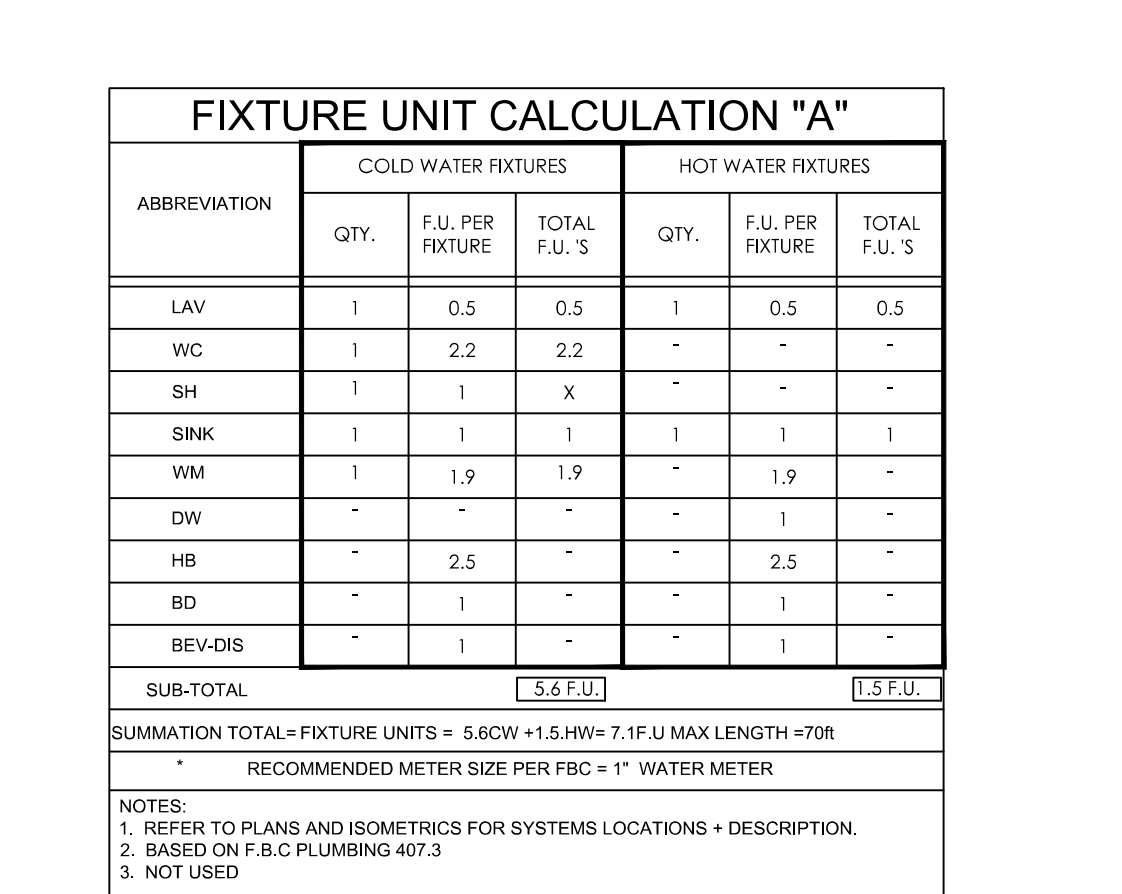 FIXTURE UNIT CALCULATION "A"
ABBREVIATION
COLD WATER FIXTURES
HOT WATER FIXTURES
QTY.
F.U. PER
FIXTURE
TOTAL
F.U. 'S
QTY.
F.U. PER
FIXTURE
TOTAL
F.U. 'S
LAV 1 0.5 0.5 1 0.5 0.5
WC 1 2.2 2.2 - - -
SH 1 1 X - - -
SINK 1 1 1 1 1 1
WM 1 1.9 1.9 - 1.9 -
DW - - - - 1 -
HB - 2.5 - - 2.5 -
BD - 1 - - 1 -
BEV-DIS - 1 - - 1 -
SUB-TOTAL 5.6 F.U. 1.5 F.U.
SUMMATION TOTAL= FIXTURE UNITS = 5.6CW +1.5.HW= 7.1F.U MAX LENGTH =70ft
* RECOMMENDED METER SIZE PER FBC = 1" WATER METER
NOTES:
1. REFER TO PLANS AND ISOMETRICS FOR SYSTEMS LOCATIONS + DESCRIPTION.
2. BASED ON F.B.C PLUMBING 407.3
3. NOT USED